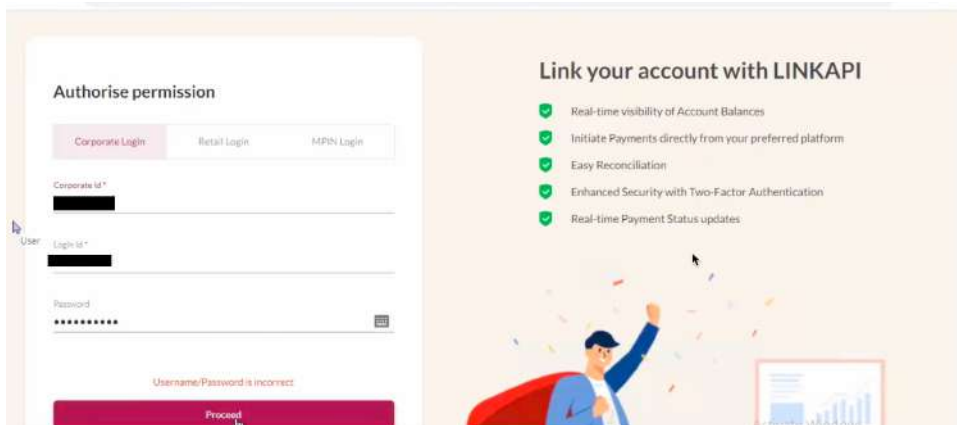 Authorise permission
Corporate Login
Retail Login
MPIN Login
Corporate Id *
Login Id *
Password
Username/Password is incorrect
Proceed
User
Link your account with LINKAPI
Real-time visibility of Account Balances
Initiate Payments directly from your preferred platform
Easy Reconciliation
Enhanced Security with Two-Factor Authentication
Real-time Payment Status updates